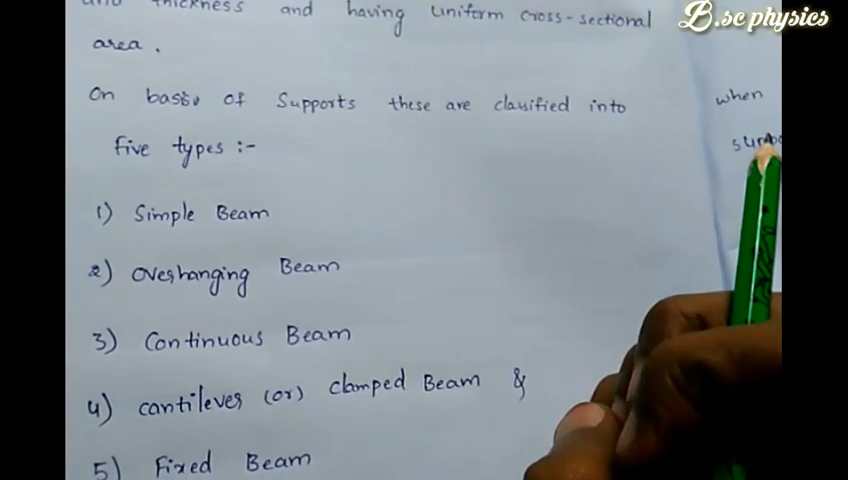 thickness and having uniform cross-sectional
area.
On basis of Supports these are classified into
five types :-
1) Simple Beam
2) Overhanging Beam
3) Continuous Beam
4) cantilever (or) clamped Beam &
5) Fixed Beam
when
B.sc physics